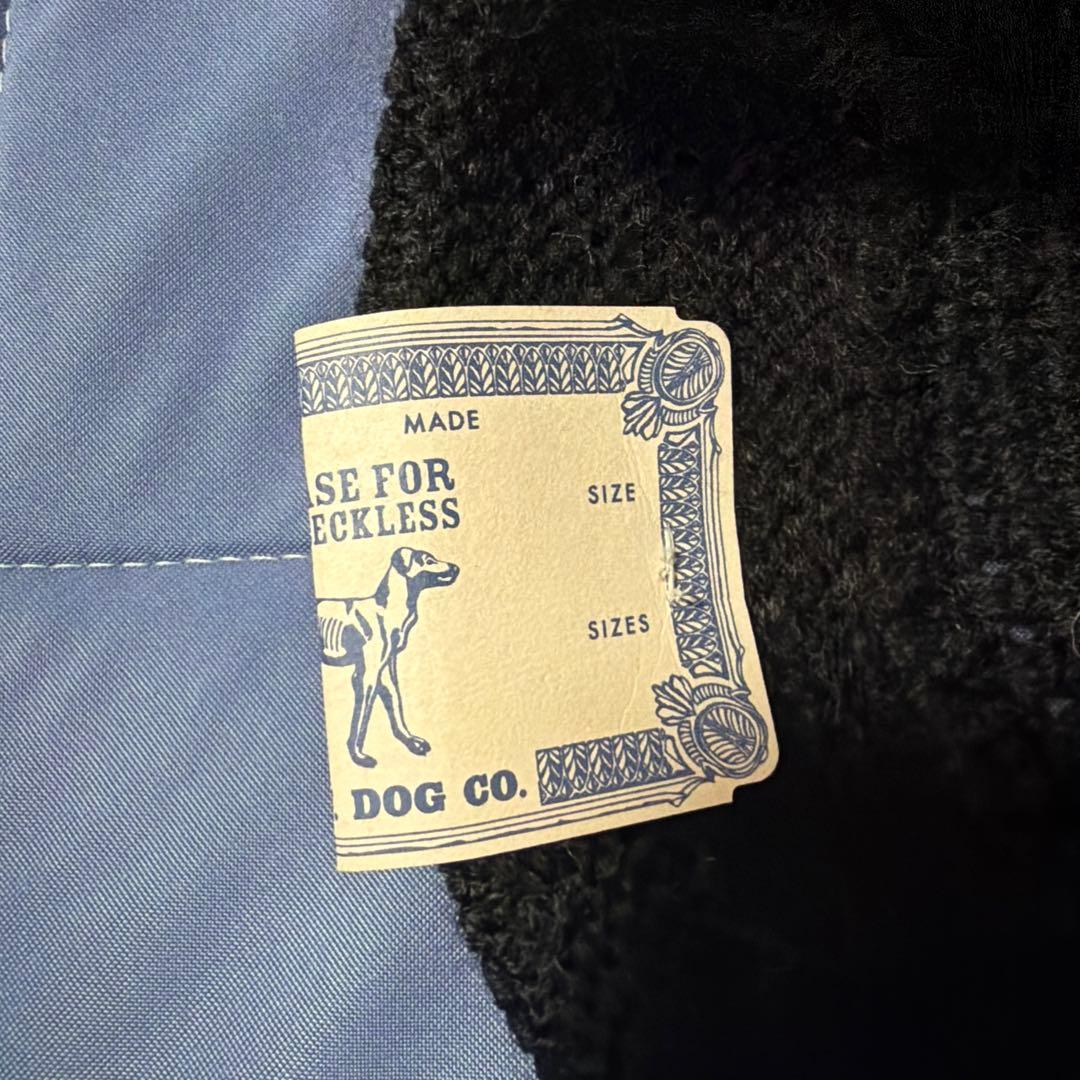 MADE
SE FOR
SIZE
ECKLESS
SIZES
DOG CO.